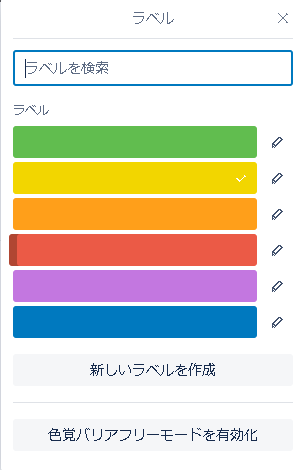 ラベル
ラベルを検索
ラベル
新しいラベルを作成
色覚バリアフリーモードを有効化